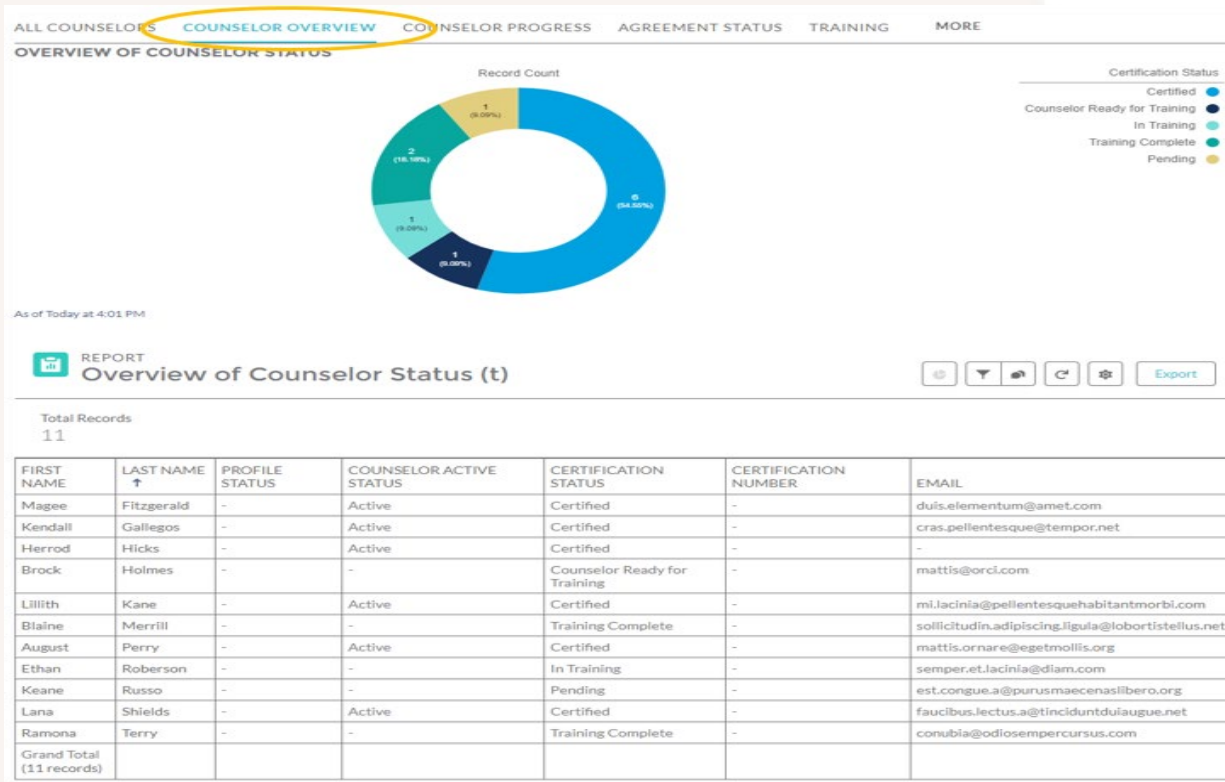 ALL COUNSELORS COUNSELOR OVERVIEW COUNSELOR PROGRESS AGREEMENT STATUS TRAINING MORE
OVERVIEW OF COUNSELOR STATUS
Record Count
Certification Status
Certified
Counselor Ready for Training
In Training
Training Complete
Pending
1
(9.09%)
2
(18.18%)
6
(54.55%)
1
(9.09%)
1
(9.09%)
As of Today at 4:01 PM
REPORT
Overview of Counselor Status (t)
Export
Total Records
11
FIRST NAME LAST NAME ↑ PROFILE STATUS COUNSELOR ACTIVE STATUS CERTIFICATION STATUS CERTIFICATION NUMBER EMAIL
Magee Fitzgerald - Active Certified - duis.elementum@amet.com
Kendall Gallegos - Active Certified - cras.pellentesque@tempor.net
Herrod Hicks - Active Certified - -
Brock Holmes - - Counselor Ready for Training - mattis@orci.com
Lillith Kane - Active Certified - mi.lacinia@pellentesquehabitantmorbi.com
Blaine Merrill - - Training Complete - sollicitudin.adipiscing.ligula@lobortistellus.net
August Perry - Active Certified - mattis.ornare@egetmollis.org
Ethan Roberson - - In Training - semper.et.lacinia@diam.com
Keane Russo - - Pending - est.congue.a@purusmaecenaslibero.org
Lana Shields - Active Certified - faucibus.lectus.a@tinciduntduiaugue.net
Ramona Terry - - Training Complete - conubia@odiosempercursus.com
Grand Total
(11 records)